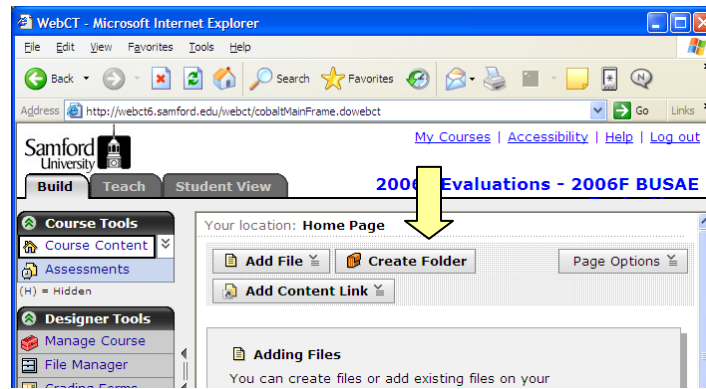 WebCT - Microsoft Internet Explorer
File Edit View Favorites Tools Help
Back Search Favorites
Address http://webct6.samford.edu/webct/cobaltMainFrame.dowebct Go Links
My Courses | Accessibility | Help | Log out
Samford
University
Build Teach Student View
Evaluations - 2006F BUSAE
Course Tools
Your location: Home Page
Course Content
Add File Create Folder Page Options
Assessments
(H) = Hidden
Add Content Link
Designer Tools
Manage Course
Adding Files
File Manager
You can create files or add existing files on your